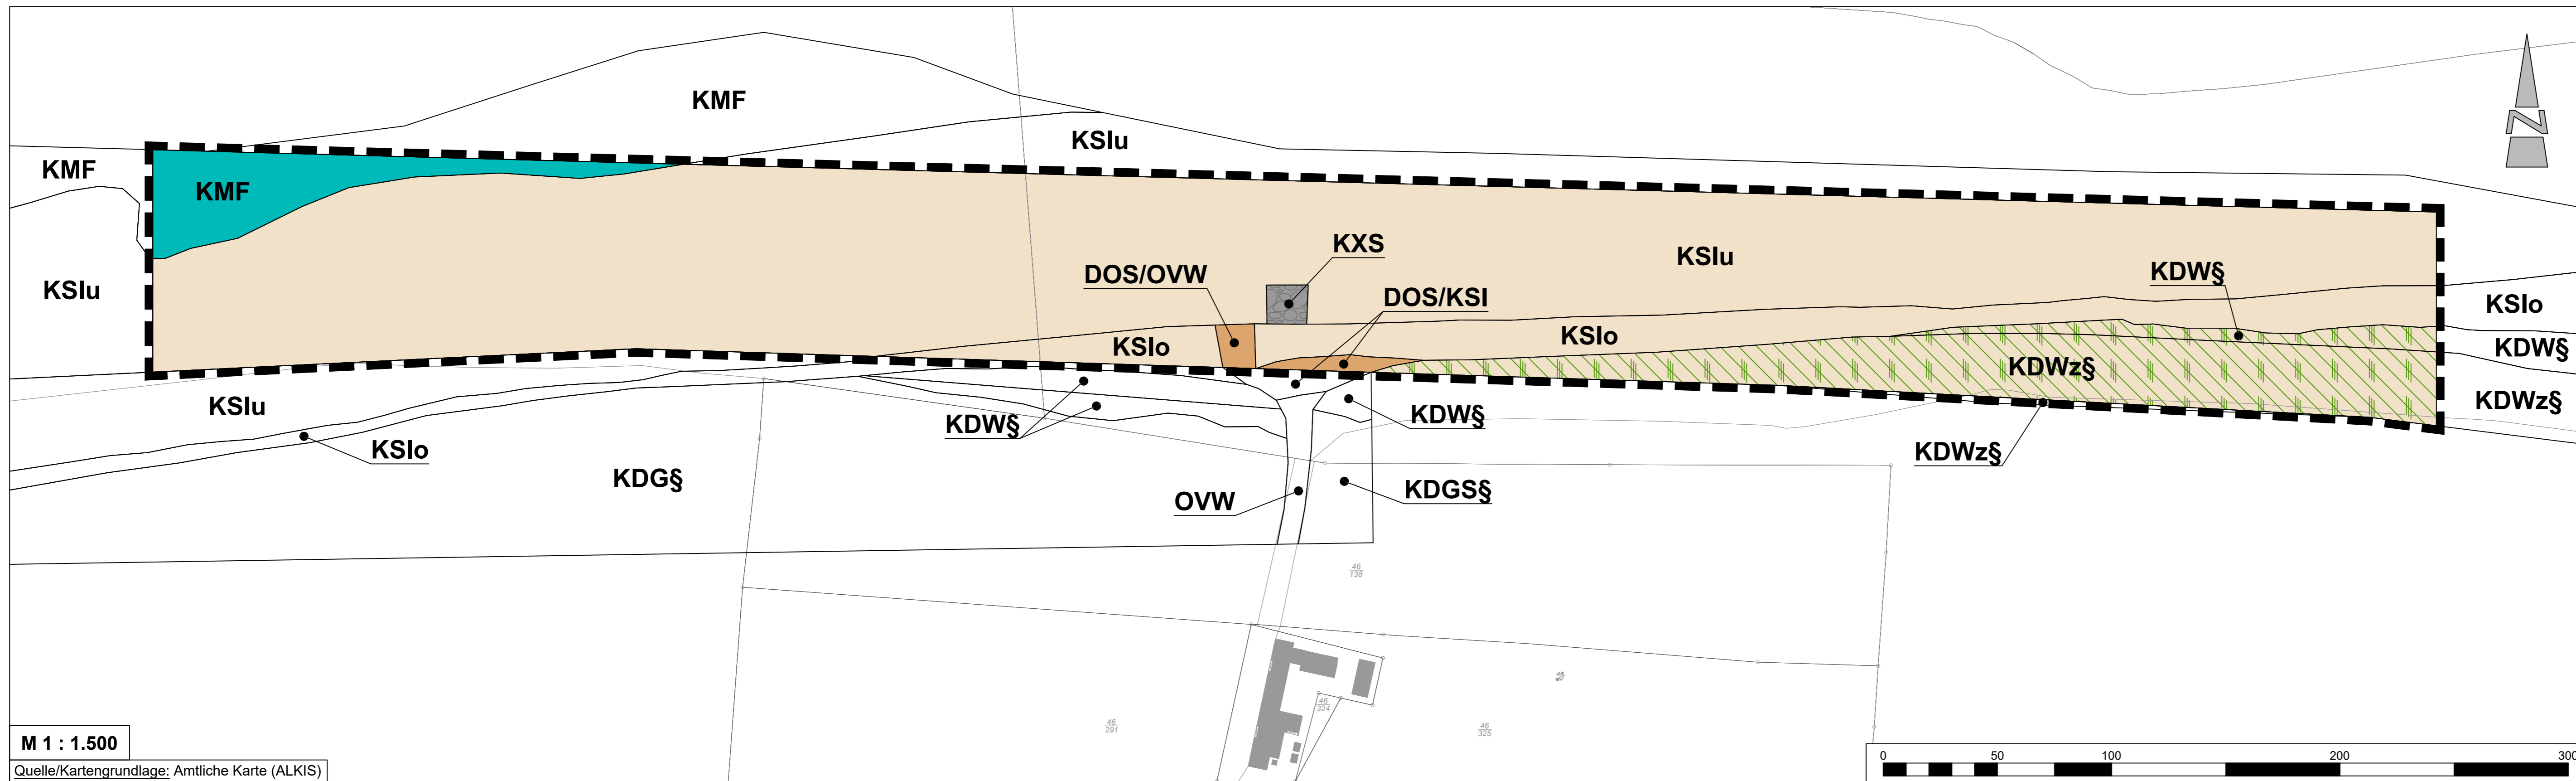 KMF
KSlu
KMF
KMF
N
KXS
KSlu
DOS/OVW
DOS/KSI
KDW§
KSlu
KSlo
KSlo
KSlo
KDW§
KDWz§
KSlu
KDW§
KDW§
KDWz§
KSlo
KDWz§
KDG§
OVW
KDGS§
46
138
46
324
46
291
46
325
M 1 : 1.500
Quelle/Kartengrundlage: Amtliche Karte (ALKIS)
0 50 100 200 300